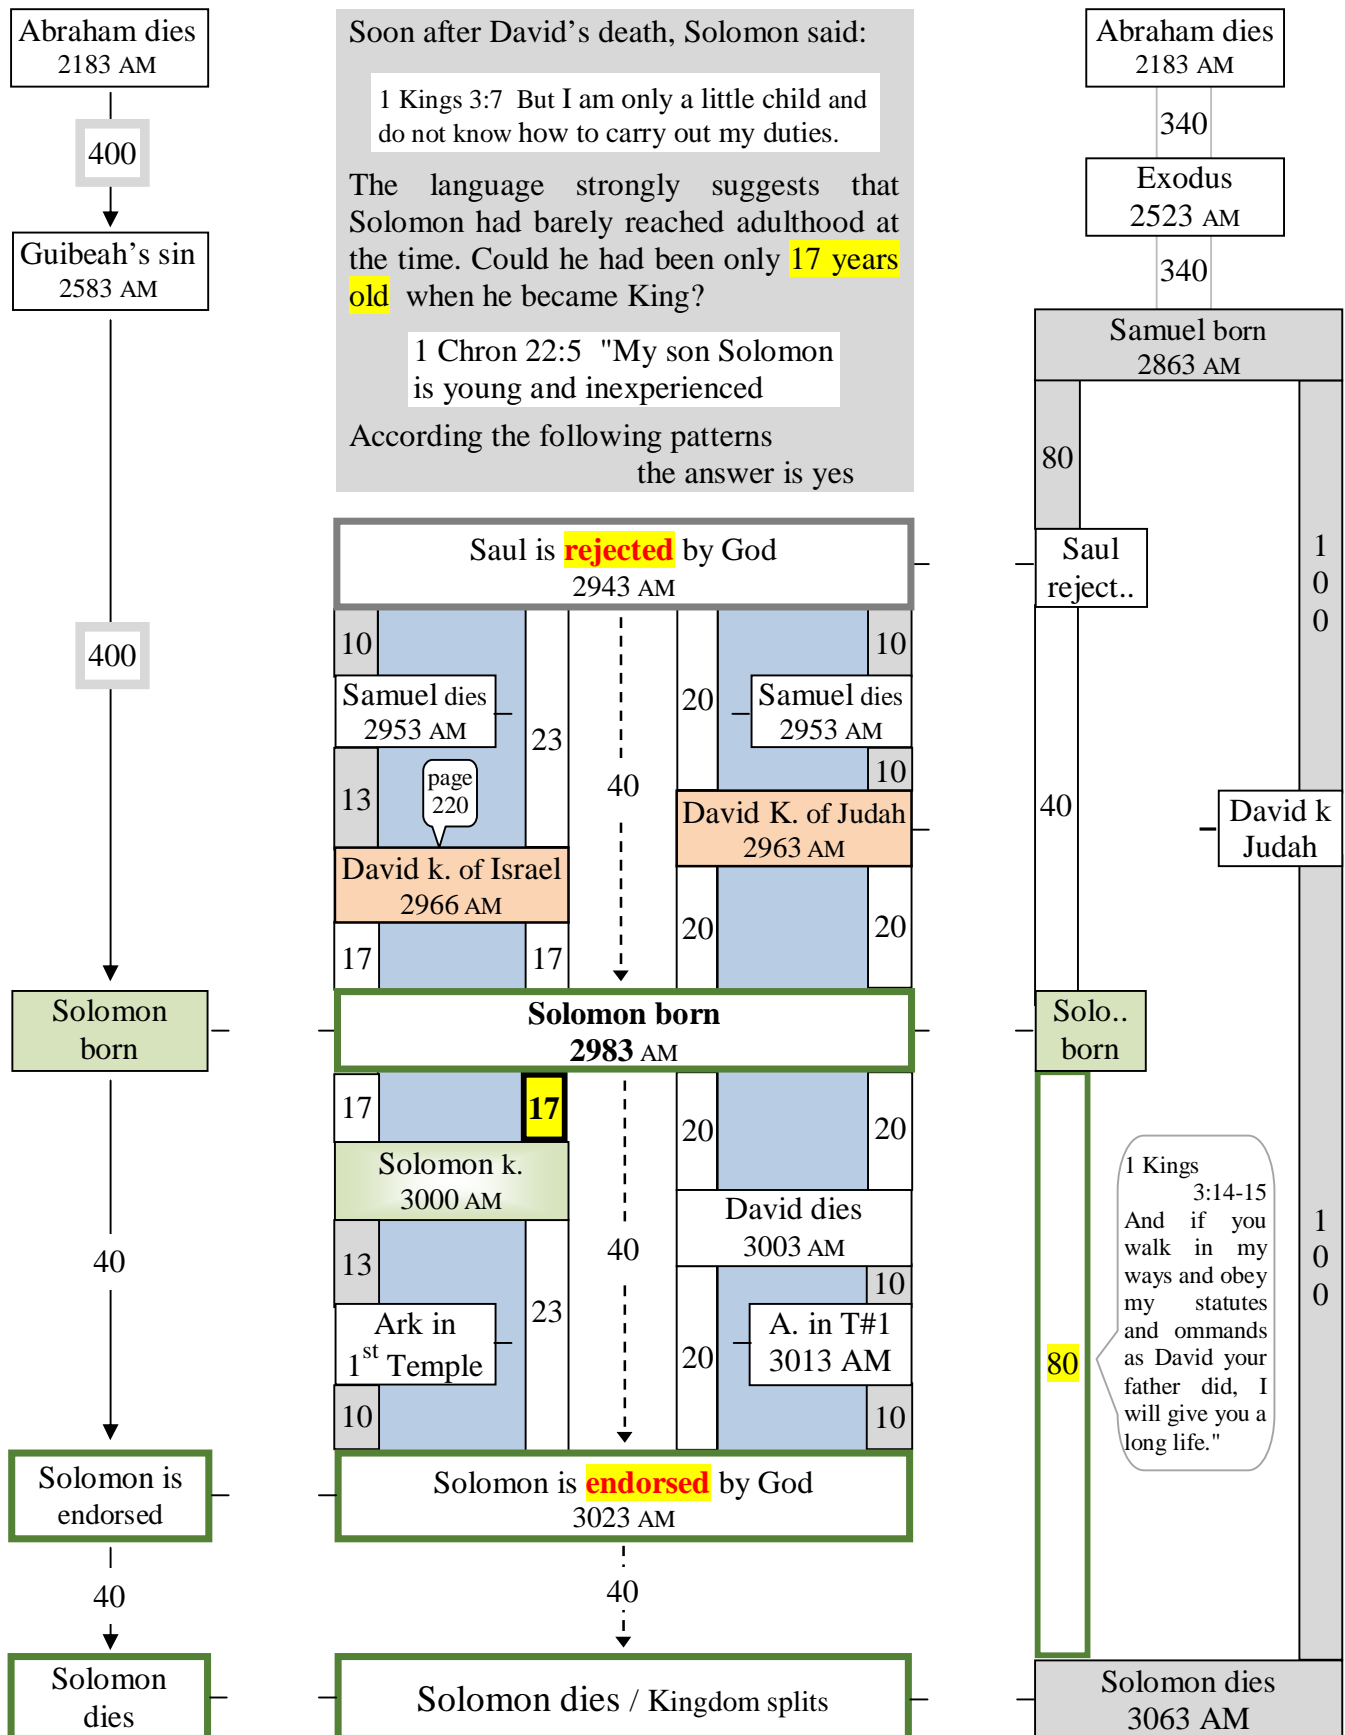 Abraham dies
2183 AM
400
Guibeah's sin
2583 AM
400
Solomon
born
40
Solomon is
endorsed
40
Solomon
dies
Soon after David's death, Solomon said:
1 Kings 3:7 But I am only a little child and
do not know how to carry out my duties.
The language strongly suggests that
Solomon had barely reached adulthood at
the time. Could he had been only 17 years
old when he became King?
1 Chron 22:5 "My son Solomon
is young and inexperienced
According the following patterns
the answer is yes
Saul is rejected by God
2943 AM
10
10
Samuel dies
2953 AM
20
Samuel dies
2953 AM
23
10
40
13
page
220
David K. of Judah
2963 AM
David k. of Israel
2966 AM
20
20
17
17
Solomon born
2983 AM
17
17
20
20
Solomon k.
3000 AM
David dies
3003 AM
40
13
10
23
Ark in
1st Temple
A. in T#1
3013 AM
20
10
10
Solomon is endorsed by God
3023 AM
40
Solomon dies / Kingdom splits
Abraham dies
2183 AM
340
Exodus
2523 AM
340
Samuel born
2863 AM
80
Saul
reject..
1
0
0
40
David k
Judah
Solo..
born
1 Kings
3:14-15
And if you
walk in my
ways and obey
my statutes
and ommands
as David your
father did, I
will give you a
long life."
80
1
0
0
Solomon dies
3063 AM